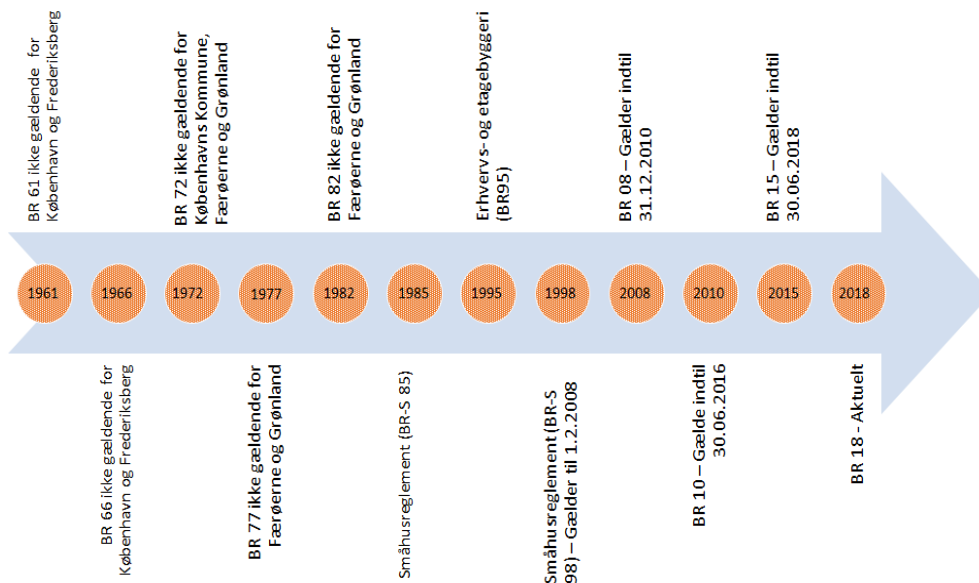 BR 61 ikke gældende for
København og Frederiksberg
BR 72 ikke gældende for
Københavns Kommune,
Færøerne og Grønland
BR 82 ikke gældende for
Færøerne og Grønland
Erhvervs- og etagebyggeri
(BR95)
BR 08 – Gælder indtil
31.12.2010
BR 15 – Gælder indtil
30.06.2018
1961
1966
1972
1977
1982
1985
1995
1998
2008
2010
2015
2018
BR 66 ikke gældende for
København og Frederiksberg
BR 77 ikke gældende for
Færøerne og Grønland
Småhusreglement (BR-S 85)
Småhusreglement (BR-S
98) – Gælder til 1.2.2008
BR 10 – Gælde indtil
30.06.2016
BR 18 - Aktuelt